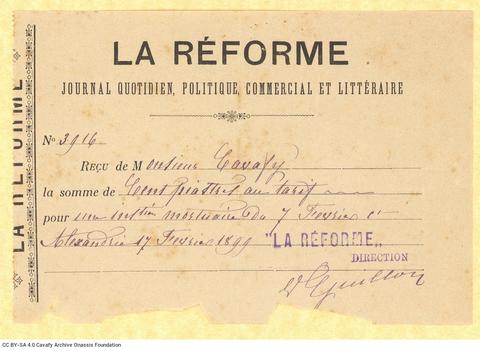 LA RÉFORME
LA RÉFORME
JOURNAL QUOTIDIEN, POLITIQUE, COMMERCIAL ET LITTÉRAIRE
No 3916
REÇU de Monsieur Cavafy
la somme de Cent piastres au tarif
pour une instion mortuaire du 7 Février ct
Alexandrie 17 Février 1899 "LA RÉFORME„
DIRECTION
CC BY-SA 4.0 Cavafy Archive Onassis Foundation